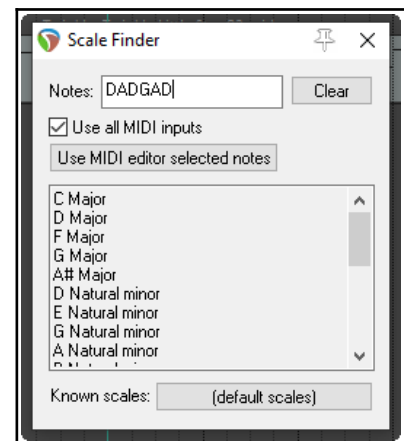 Scale Finder
Notes: DADGAD Clear
Use all MIDI inputs
Use MIDI editor selected notes
C Major
D Major
F Major
G Major
A# Major
D Natural minor
E Natural minor
G Natural minor
A Natural minor
Known scales: (default scales)